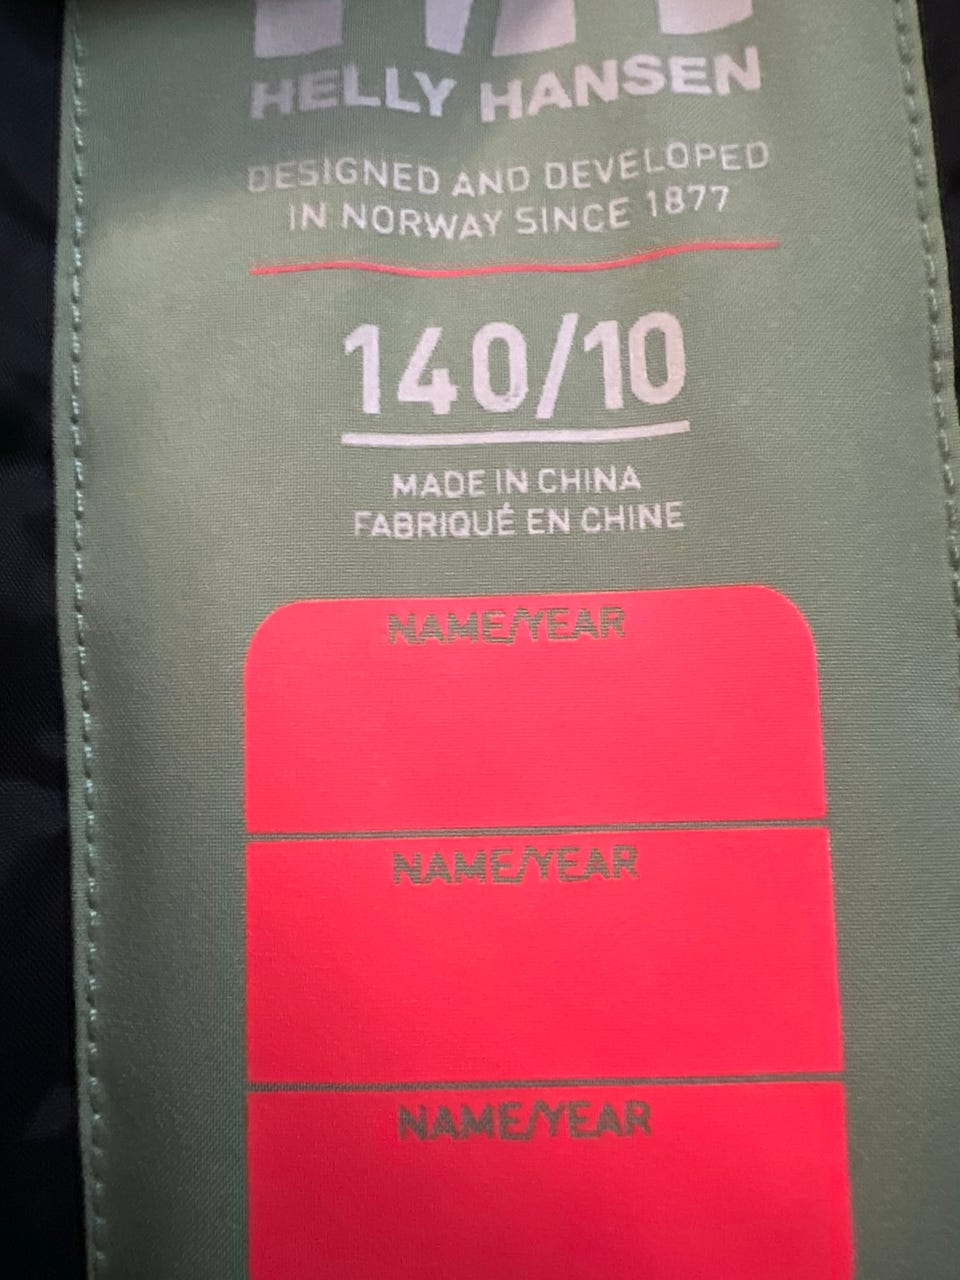 HELLY HANSEN
DESIGNED AND DEVELOPED
IN NORWAY SINCE 1877
140/10
MADE IN CHINA
FABRIQUÉ EN CHINE
NAME/YEAR
NAME/YEAR
NAME/YEAR